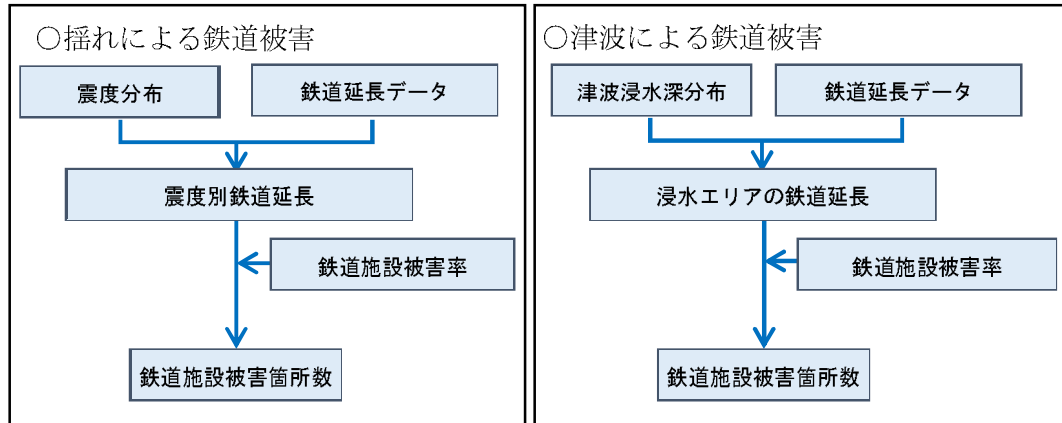 ○揺れによる鉄道被害
震度分布
鉄道延長データ
震度別鉄道延長
鉄道施設被害率
鉄道施設被害箇所数
○津波による鉄道被害
津波浸水深分布
鉄道延長データ
浸水エリアの鉄道延長
鉄道施設被害率
鉄道施設被害箇所数